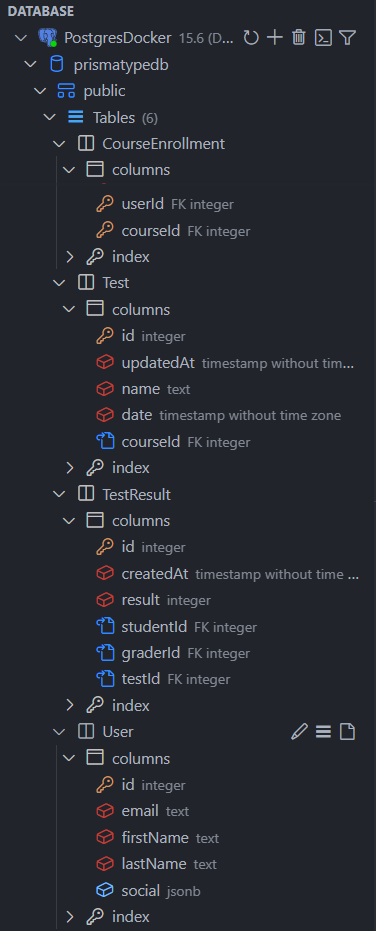 DATABASE
PostgresDocker 15.6 (D...
prismatypedb
public
Tables (6)
CourseEnrollment
columns
userId FK integer
courseId FK integer
index
Test
columns
id integer
updatedAt timestamp without tim...
name text
date timestamp without time zone
courseId FK integer
index
TestResult
columns
id integer
createdAt timestamp without time ...
result integer
studentId FK integer
graderId FK integer
testId FK integer
index
User
columns
id integer
email text
firstName text
lastName text
social jsonb
index